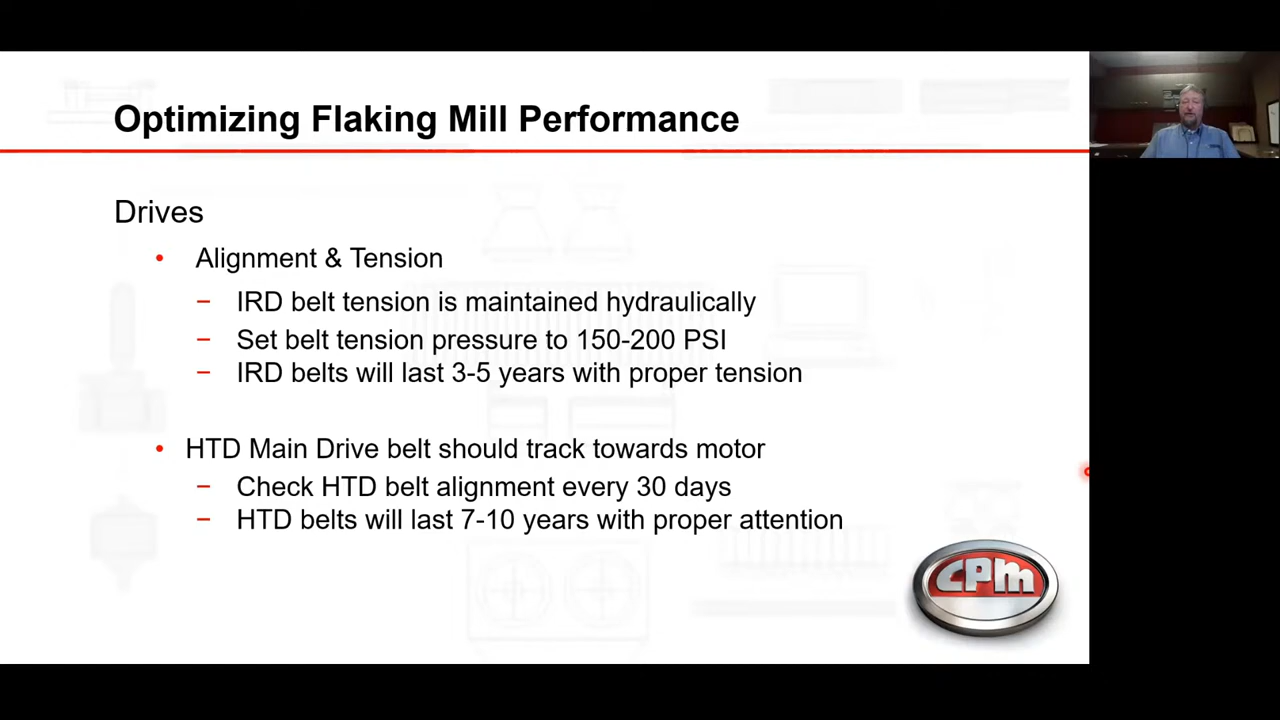 Optimizing Flaking Mill Performance
Drives
• Alignment & Tension
− IRD belt tension is maintained hydraulically
− Set belt tension pressure to 150-200 PSI
− IRD belts will last 3-5 years with proper tension
• HTD Main Drive belt should track towards motor
− Check HTD belt alignment every 30 days
− HTD belts will last 7-10 years with proper attention
CPM